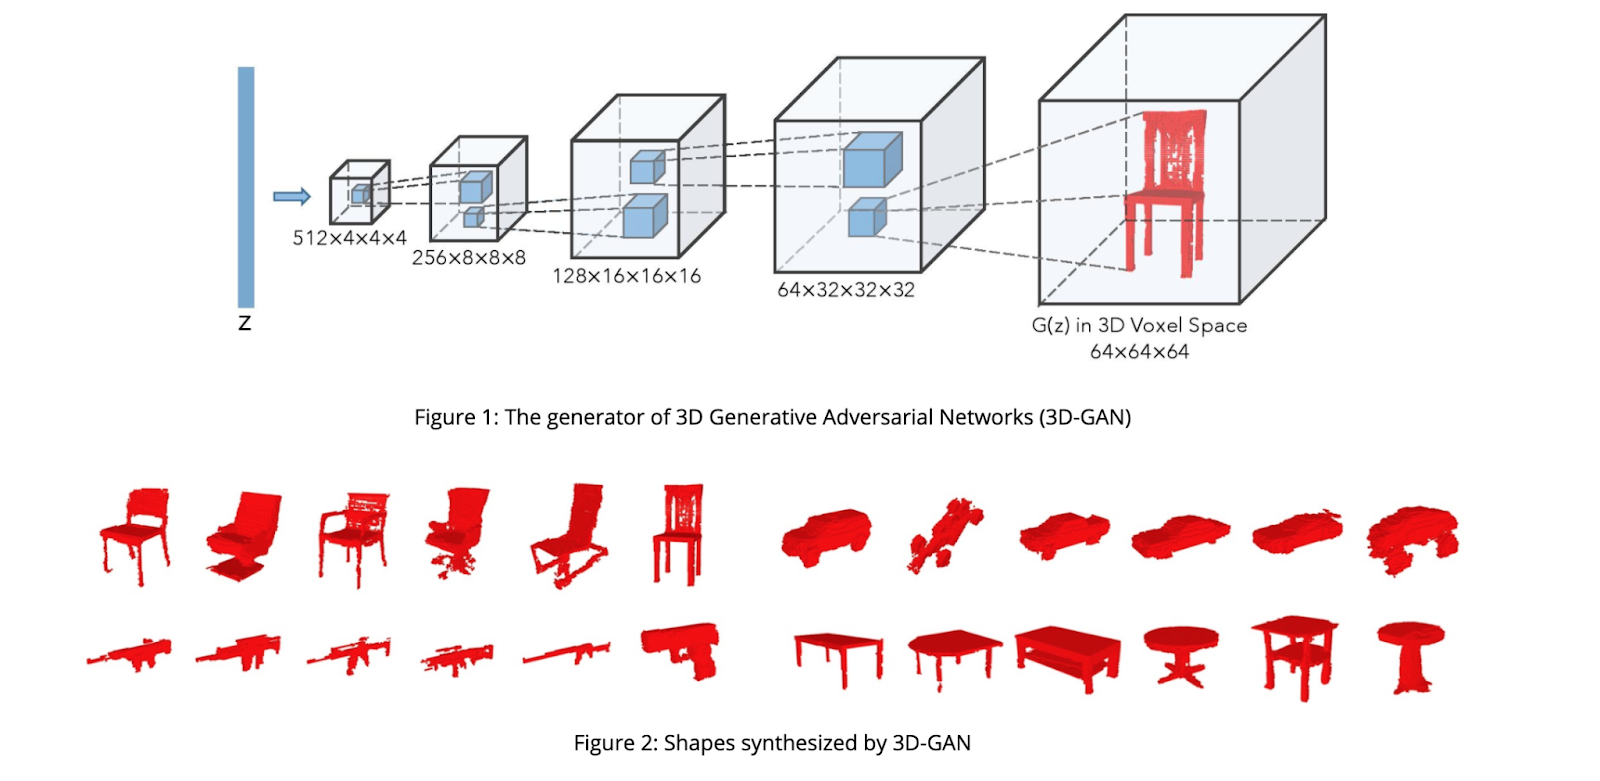 z
512×4×4×4
256×8×8×8
128×16×16×16
64×32×32×32
G(z) in 3D Voxel Space
64×64×64
Figure 1: The generator of 3D Generative Adversarial Networks (3D-GAN)
Figure 2: Shapes synthesized by 3D-GAN